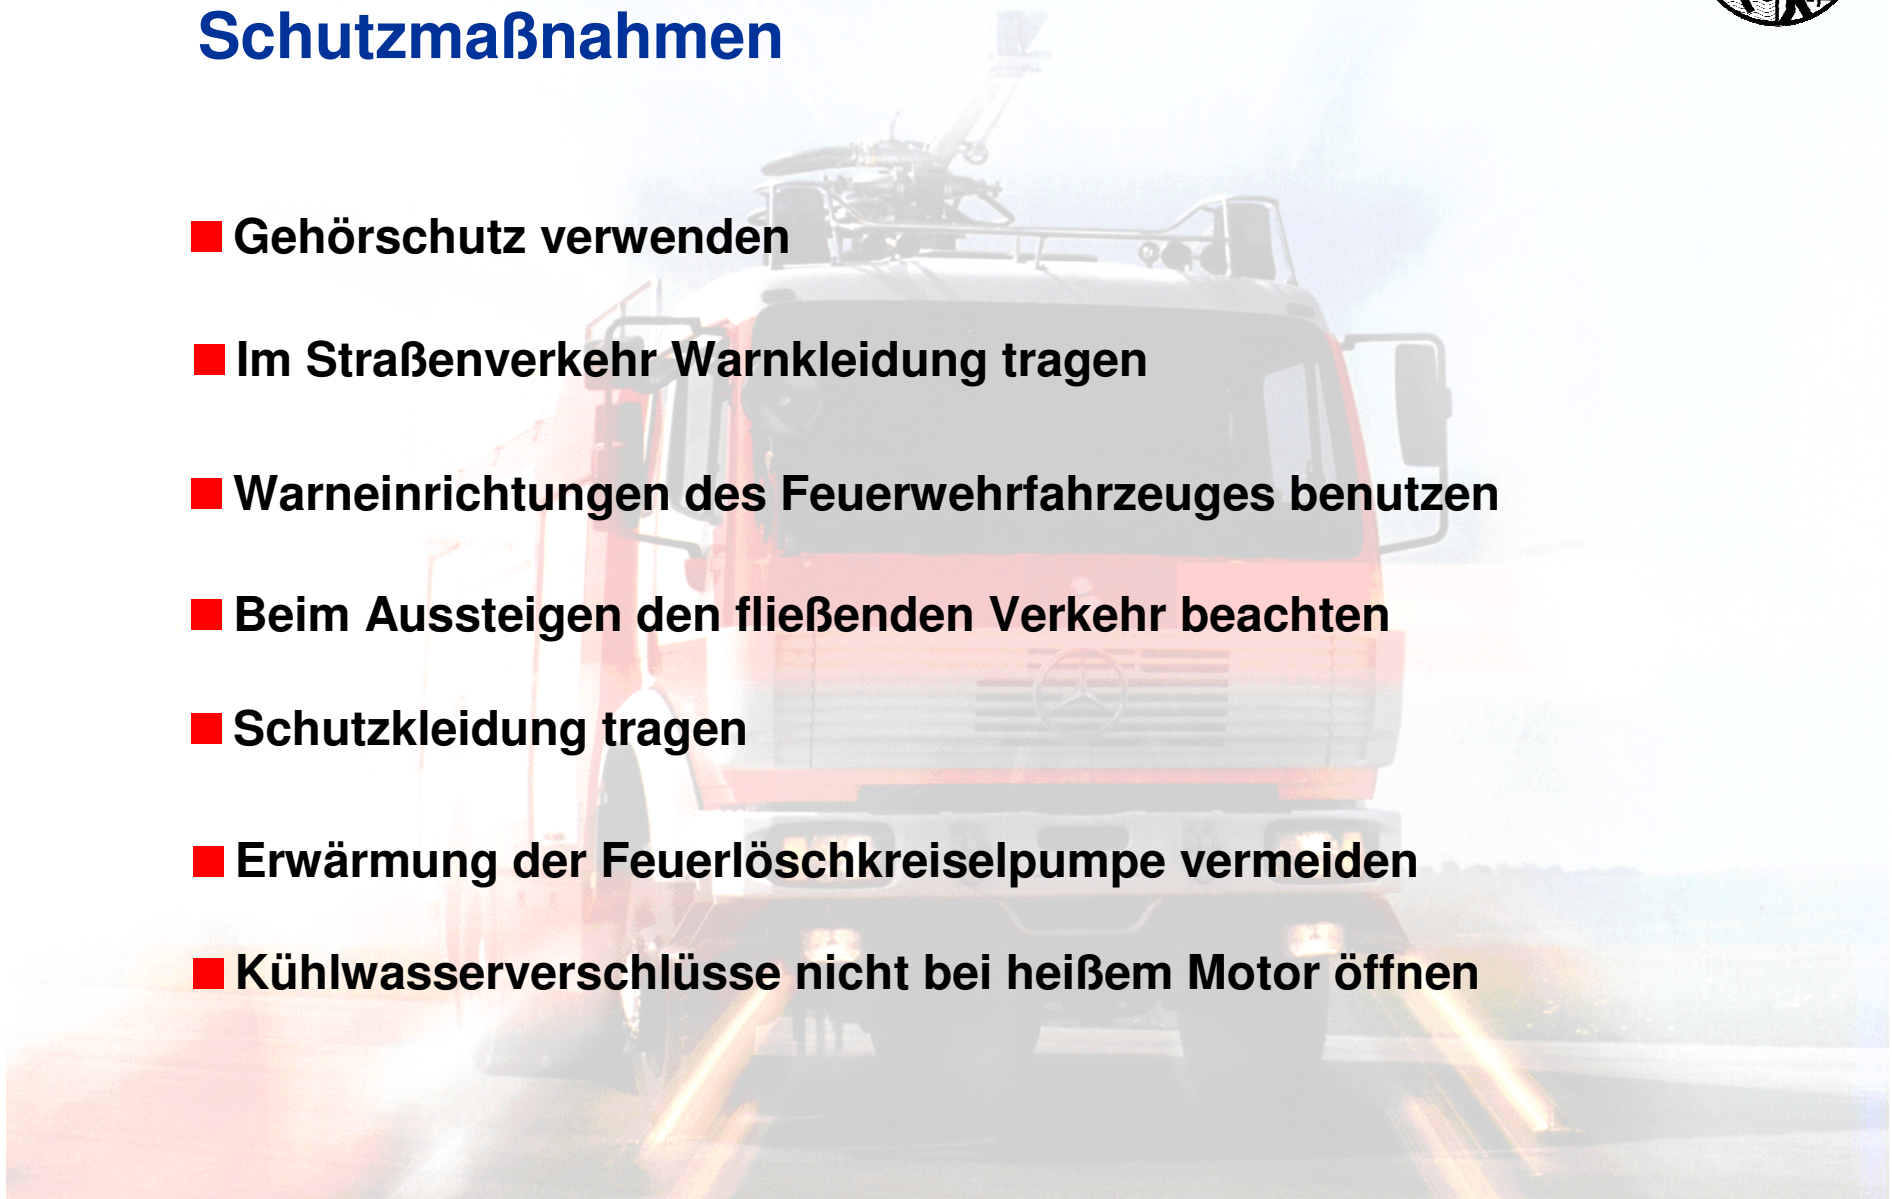 Schutzmaßnahmen
Gehörschutz verwenden
Im Straßenverkehr Warnkleidung tragen
Warneinrichtungen des Feuerwehrfahrzeuges benutzen
Beim Aussteigen den fließenden Verkehr beachten
Schutzkleidung tragen
Erwärmung der Feuerlöschkreiselpumpe vermeiden
Kühlwasserverschlüsse nicht bei heißem Motor öffnen